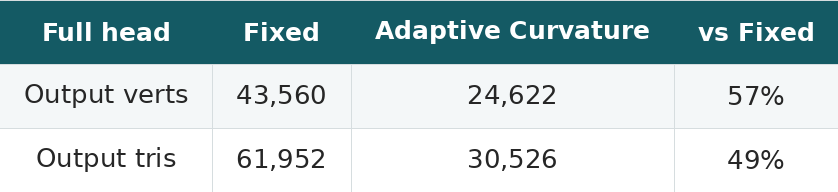 Full head Fixed Adaptive Curvature vs Fixed
Output verts 43,560 24,622 57%
Output tris 61,952 30,526 49%